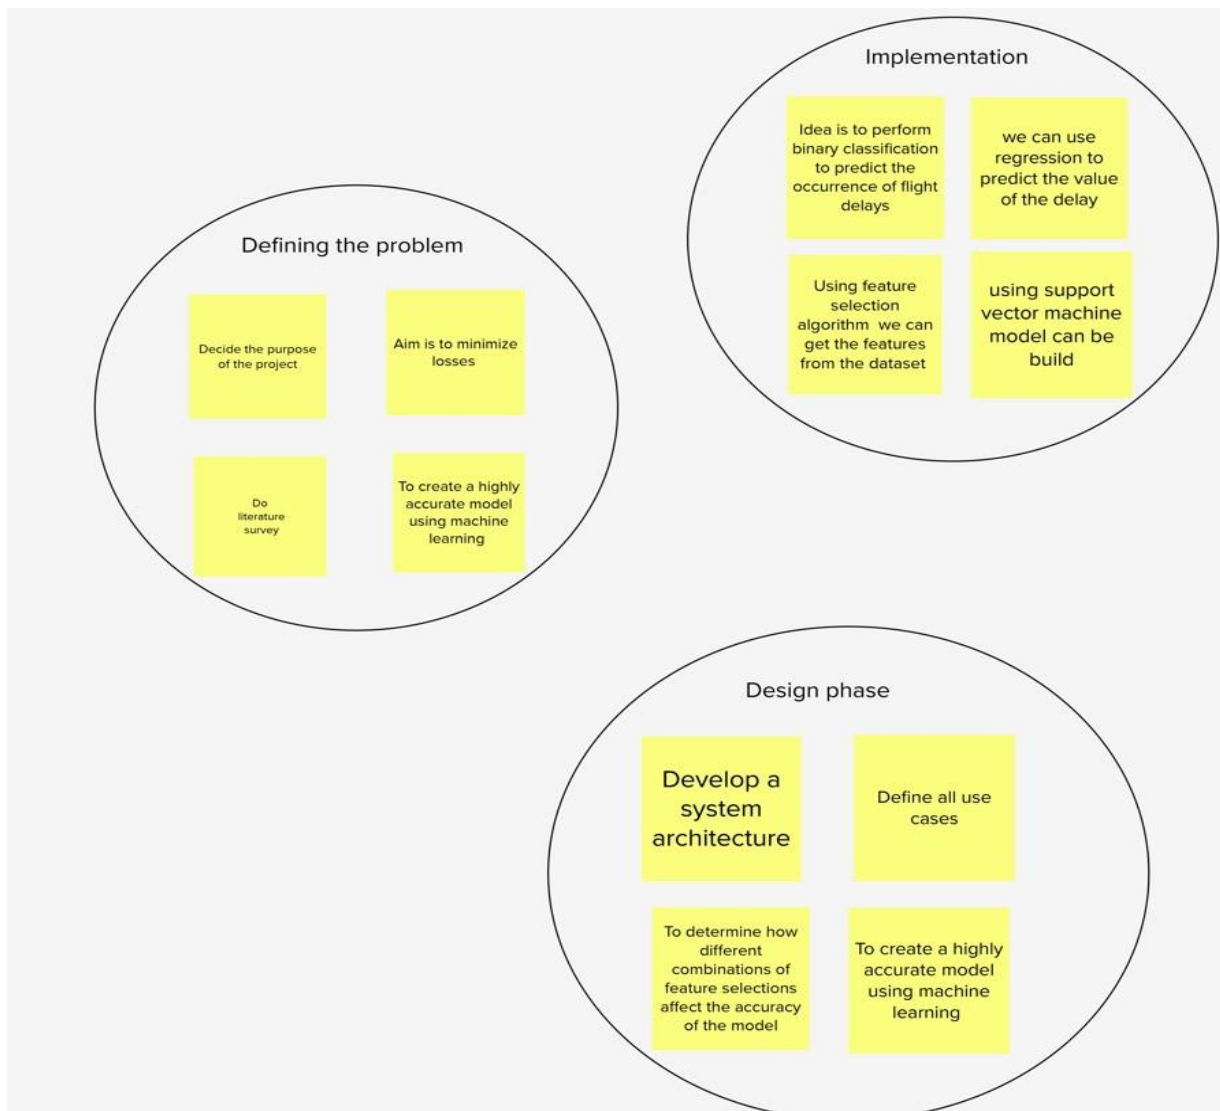 Implementation
Idea is to perform
binary classification
to predict the
occurrence of flight
delays
we can use
regression to
predict the value
of the delay
Using feature
selection
algorithm we can
get the features
from the dataset
using support
vector machine
model can be
build
Defining the problem
Decide the purpose
of the project
Aim is to minimize
losses
Do
literature
survey
To create a highly
accurate model
using machine
learning
Design phase
Develop a
system
architecture
Define all use
cases
To determine how
different
combinations of
feature selections
affect the accuracy
of the model
To create a highly
accurate model
using machine
learning